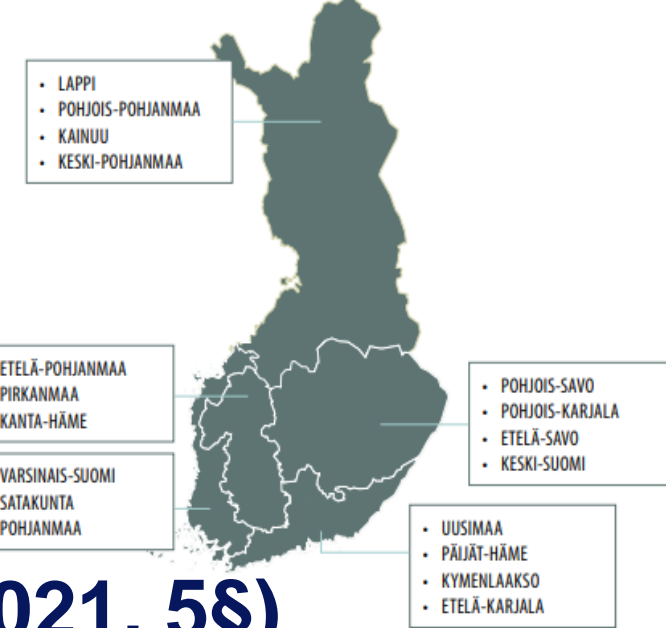 • LAPPI
• POHJOIS-POHJANMAA
• KAINUU
• KESKI-POHJANMAA
ETELÄ-POHJANMAA
PIRKANMAA
KANTA-HÄME
• POHJOIS-SAVO
• POHJOIS-KARJALA
• ETELÄ-SAVO
• KESKI-SUOMI
VARSINAIS-SUOMI
SATAKUNTA
POHJANMAA
• UUSIMAA
• PÄIJÄT-HÄME
• KYMENLAAKSO
• ETELÄ-KARJALA
021, 5§)